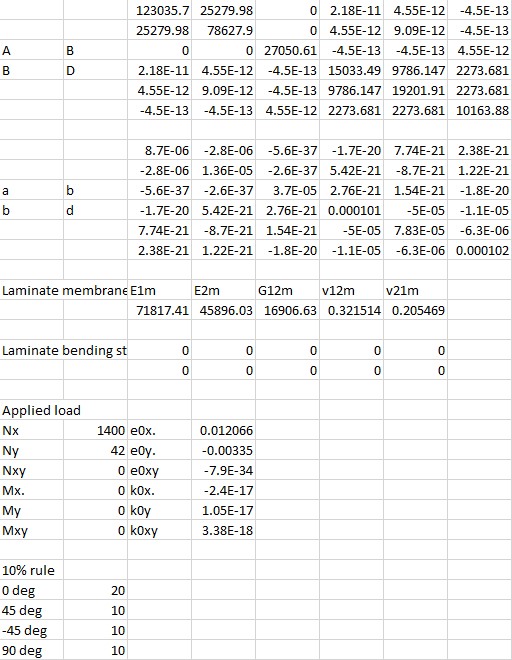 123035.7 25279.98 0 2.18E-11 4.55E-12 -4.5E-13
25279.98 78627.9 0 4.55E-12 9.09E-12 -4.5E-13
A B 0 0 27050.61 -4.5E-13 -4.5E-13 4.55E-12
B D 2.18E-11 4.55E-12 -4.5E-13 15033.49 9786.147 2273.681
4.55E-12 9.09E-12 -4.5E-13 9786.147 19201.91 2273.681
-4.5E-13 -4.5E-13 4.55E-12 2273.681 2273.681 10163.88
8.7E-06 -2.8E-06 -5.6E-37 -1.7E-20 7.74E-21 2.38E-21
-2.8E-06 1.36E-05 -2.6E-37 5.42E-21 -8.7E-21 1.22E-21
a b -5.6E-37 -2.6E-37 3.7E-05 2.76E-21 1.54E-21 -1.8E-20
b d -1.7E-20 5.42E-21 2.76E-21 0.000101 -5E-05 -1.1E-05
7.74E-21 -8.7E-21 1.54E-21 -5E-05 7.83E-05 -6.3E-06
2.38E-21 1.22E-21 -1.8E-20 -1.1E-05 -6.3E-06 0.000102
Laminate membrane E1m E2m G12m v12m v21m
71817.41 45896.03 16906.63 0.321514 0.205469
Laminate bending st 0 0 0 0 0
0 0 0 0 0
Applied load
Nx 1400 e0x. 0.012066
Ny 42 e0y. -0.00335
Nxy 0 e0xy -7.9E-34
Mx. 0 k0x. -2.4E-17
My 0 k0y 1.05E-17
Mxy 0 k0xy 3.38E-18
10% rule
0 deg 20
45 deg 10
-45 deg 10
90 deg 10